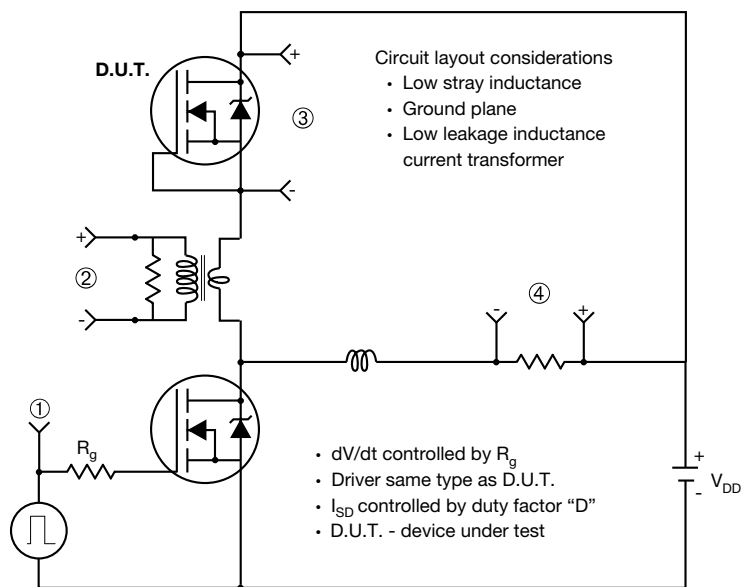 D.U.T.
+
Circuit layout considerations
• Low stray inductance
• Ground plane
• Low leakage inductance
current transformer
③
-
+
②
-
④
-
+
①
Rg
• dV/dt controlled by Rg
• Driver same type as D.U.T.
• ISD controlled by duty factor “D”
• D.U.T. - device under test
+
VDD
-